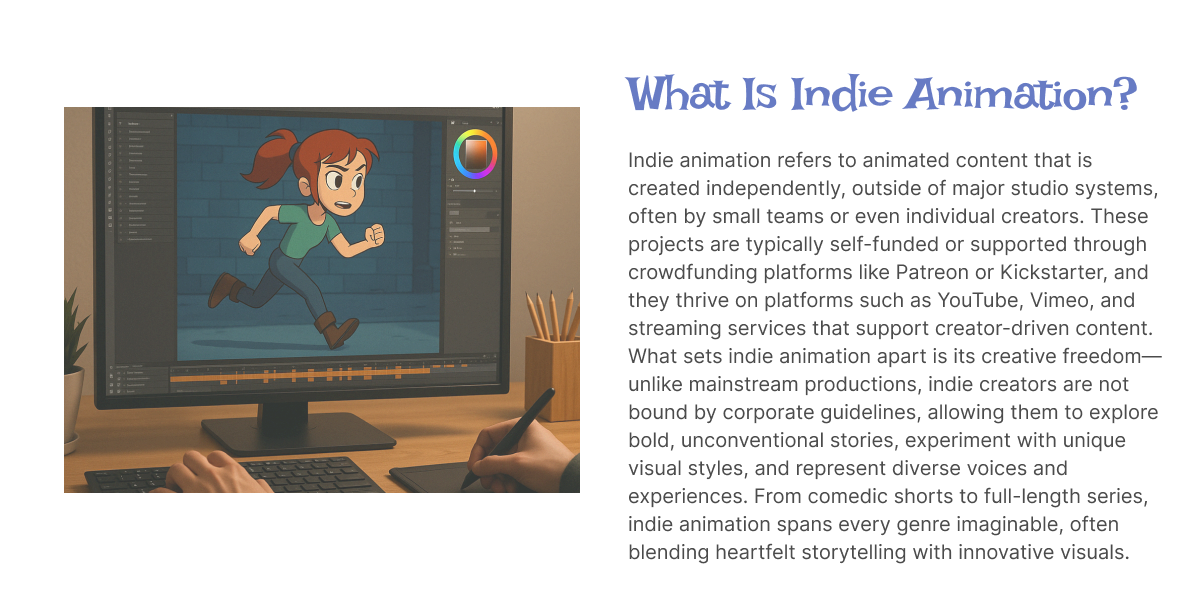 What Is Indie Animation?
Indie animation refers to animated content that is
created independently, outside of major studio systems,
often by small teams or even individual creators. These
projects are typically self-funded or supported through
crowdfunding platforms like Patreon or Kickstarter, and
they thrive on platforms such as YouTube, Vimeo, and
streaming services that support creator-driven content.
What sets indie animation apart is its creative freedom—
unlike mainstream productions, indie creators are not
bound by corporate guidelines, allowing them to explore
bold, unconventional stories, experiment with unique
visual styles, and represent diverse voices and
experiences. From comedic shorts to full-length series,
indie animation spans every genre imaginable, often
blending heartfelt storytelling with innovative visuals.